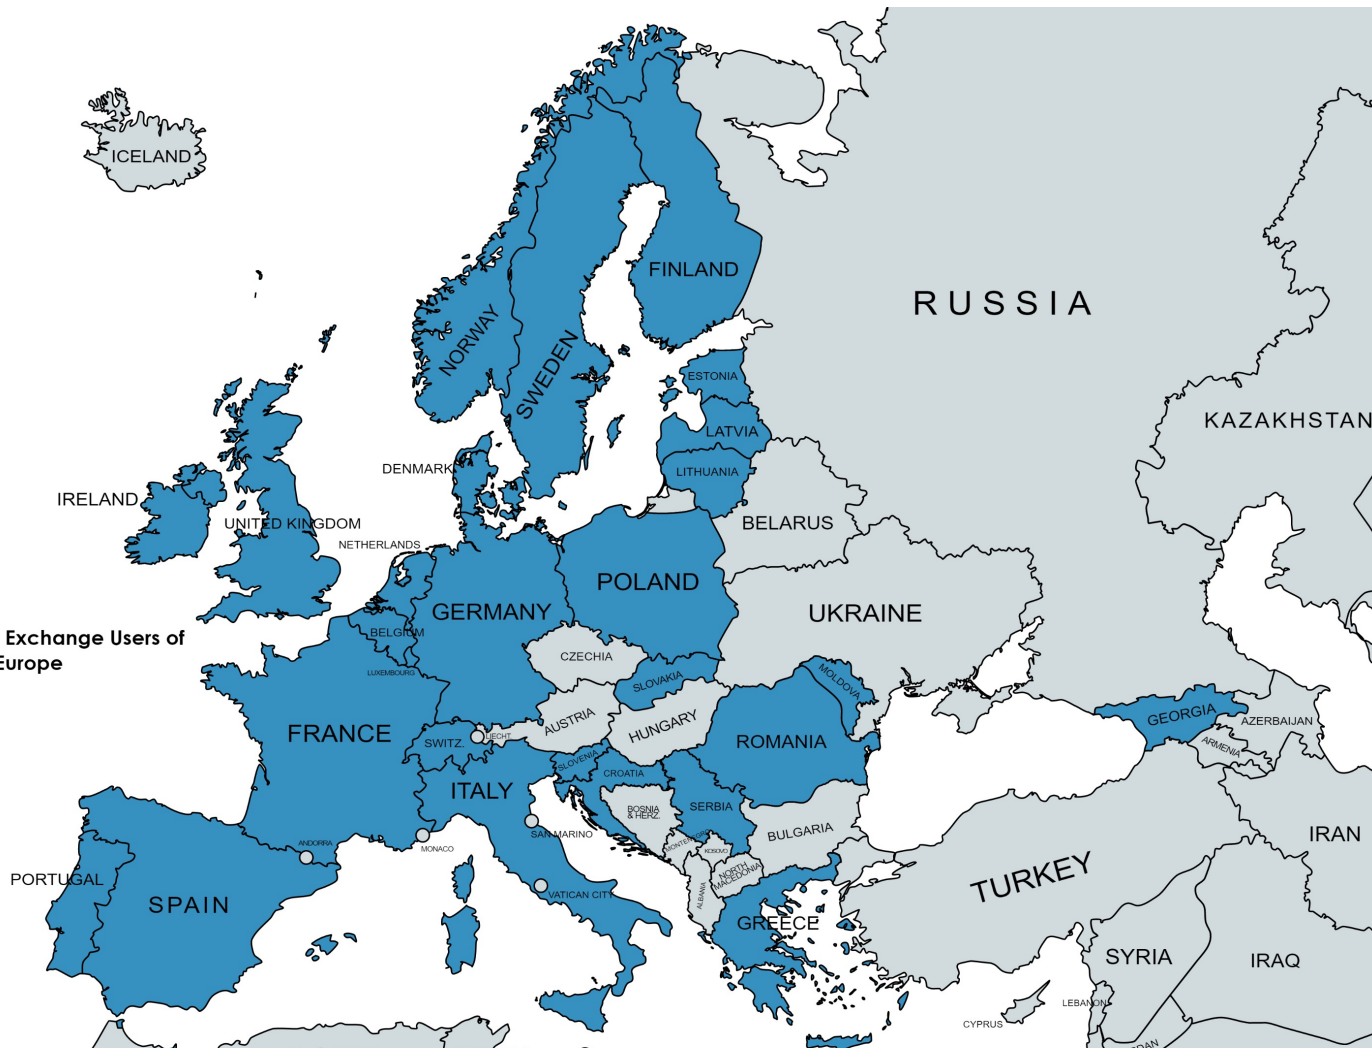 ICELAND
RUSSIA
FINLAND
NORWAY
SWEDEN
ESTONIA
KAZAKHSTAN
LATVIA
DENMARK
LITHUANIA
IRELAND
UNITED KINGDOM
BELARUS
NETHERLANDS
POLAND
GERMANY
UKRAINE
Exchange Users of
Europe
BELGIUM
CZECHIA
LUXEMBOURG
SLOVAKIA
MOLDOVA
GEORGIA
AZERBAIJAN
AUSTRIA
HUNGARY
FRANCE
SWITZ.
LIECHT.
ROMANIA
ARMENIA
SLOVENIA
CROATIA
ITALY
BOSNIA
& HERZ.
SERBIA
BULGARIA
IRAN
SAN MARINO
MONTENEGRO
KOSOVO
ANDORRA
MONACO
NORTH
MACEDONIA
TURKEY
PORTUGAL
SPAIN
VATICAN CITY
ALBANIA
GREECE
SYRIA
IRAQ
LEBANON
CYPRUS
DAN